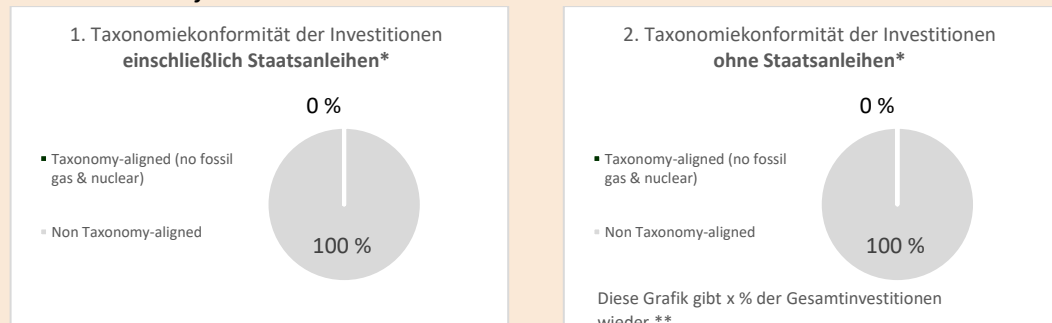 1. Taxonomiekonformität der Investitionen
einschließlich Staatsanleihen*
0 %
Taxonomy-aligned (no fossil
gas & nuclear)
Non Taxonomy-aligned
100 %
2. Taxonomiekonformität der Investitionen
ohne Staatsanleihen*
0 %
Taxonomy-aligned (no fossil
gas & nuclear)
Non Taxonomy-aligned
100 %
Diese Grafik gibt x % der Gesamtinvestitionen
wieder **